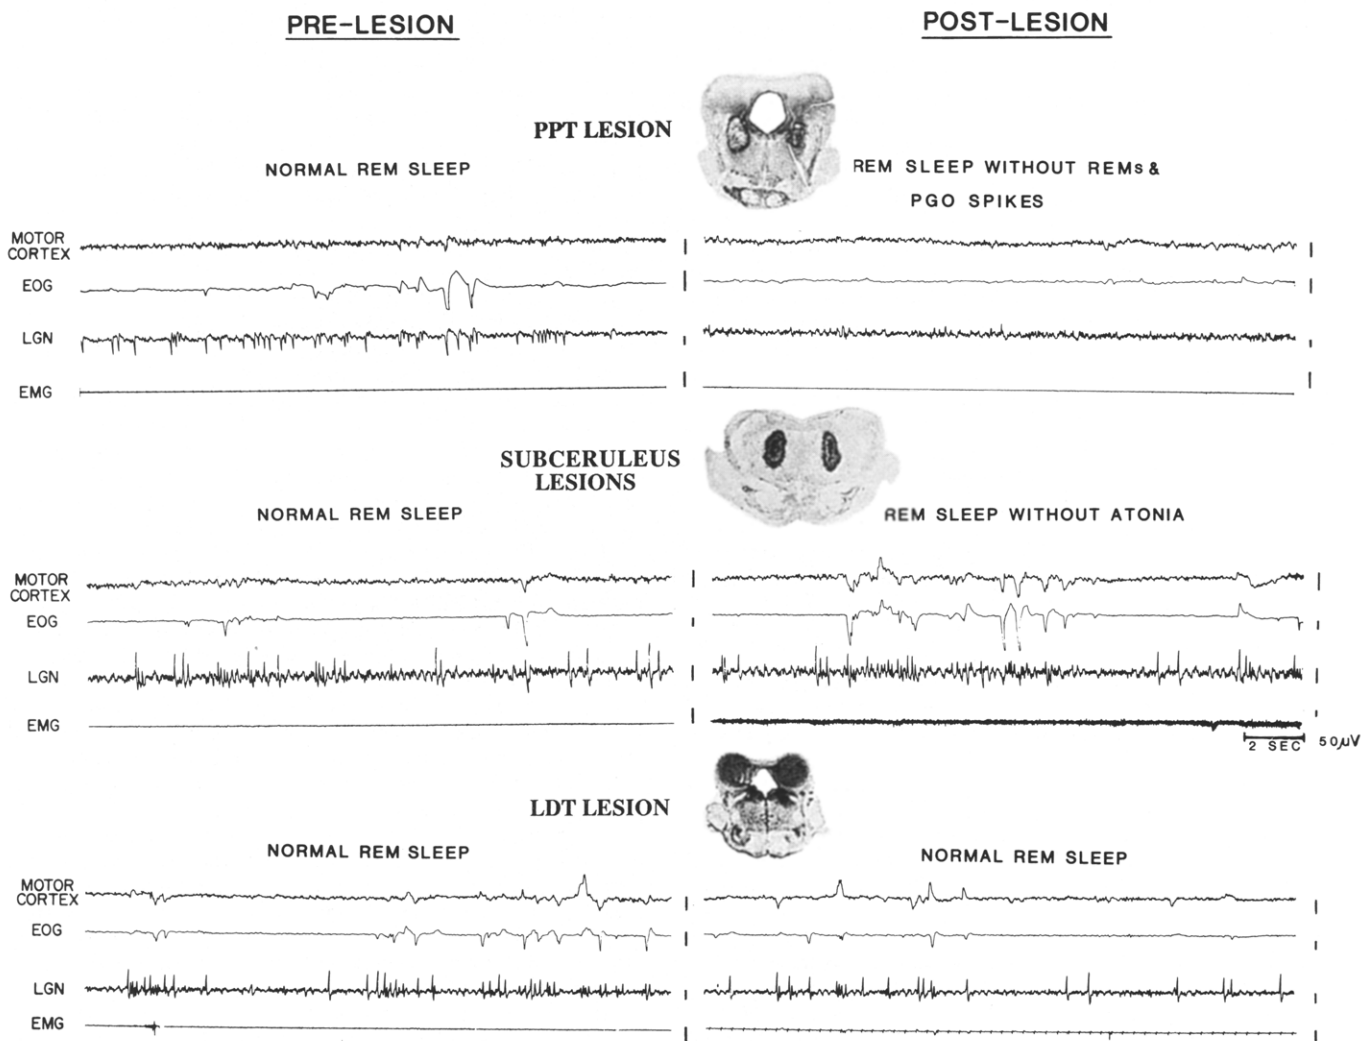 PRE-LESION
POST-LESION
PPT LESION
NORMAL REM SLEEP
REM SLEEP WITHOUT REMs &
PGO SPIKES
MOTOR
CORTEX
EOG
LGN
EMG
SUBCERULEUS
LESIONS
NORMAL REM SLEEP
REM SLEEP WITHOUT ATONIA
MOTOR
CORTEX
EOG
LGN
EMG
2 SEC
50µV
LDT LESION
NORMAL REM SLEEP
NORMAL REM SLEEP
MOTOR
CORTEX
EOG
LGN
EMG